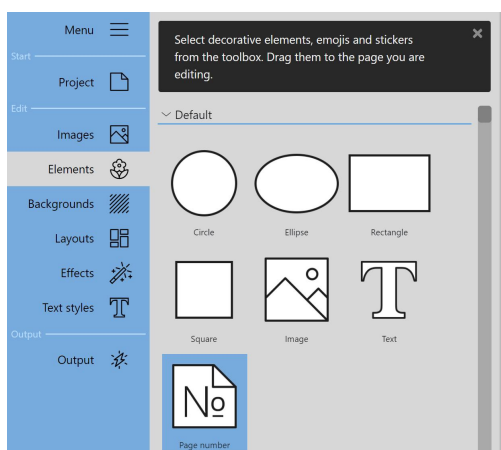 Menu
Start
Project
Edit
Images
Elements
Backgrounds
Layouts
Effects
Text styles
Output
Output
Select decorative elements, emojis and stickers
from the toolbox. Drag them to the page you are
editing.
Default
Circle
Ellipse
Rectangle
Square
Image
T
Text
№
Page number